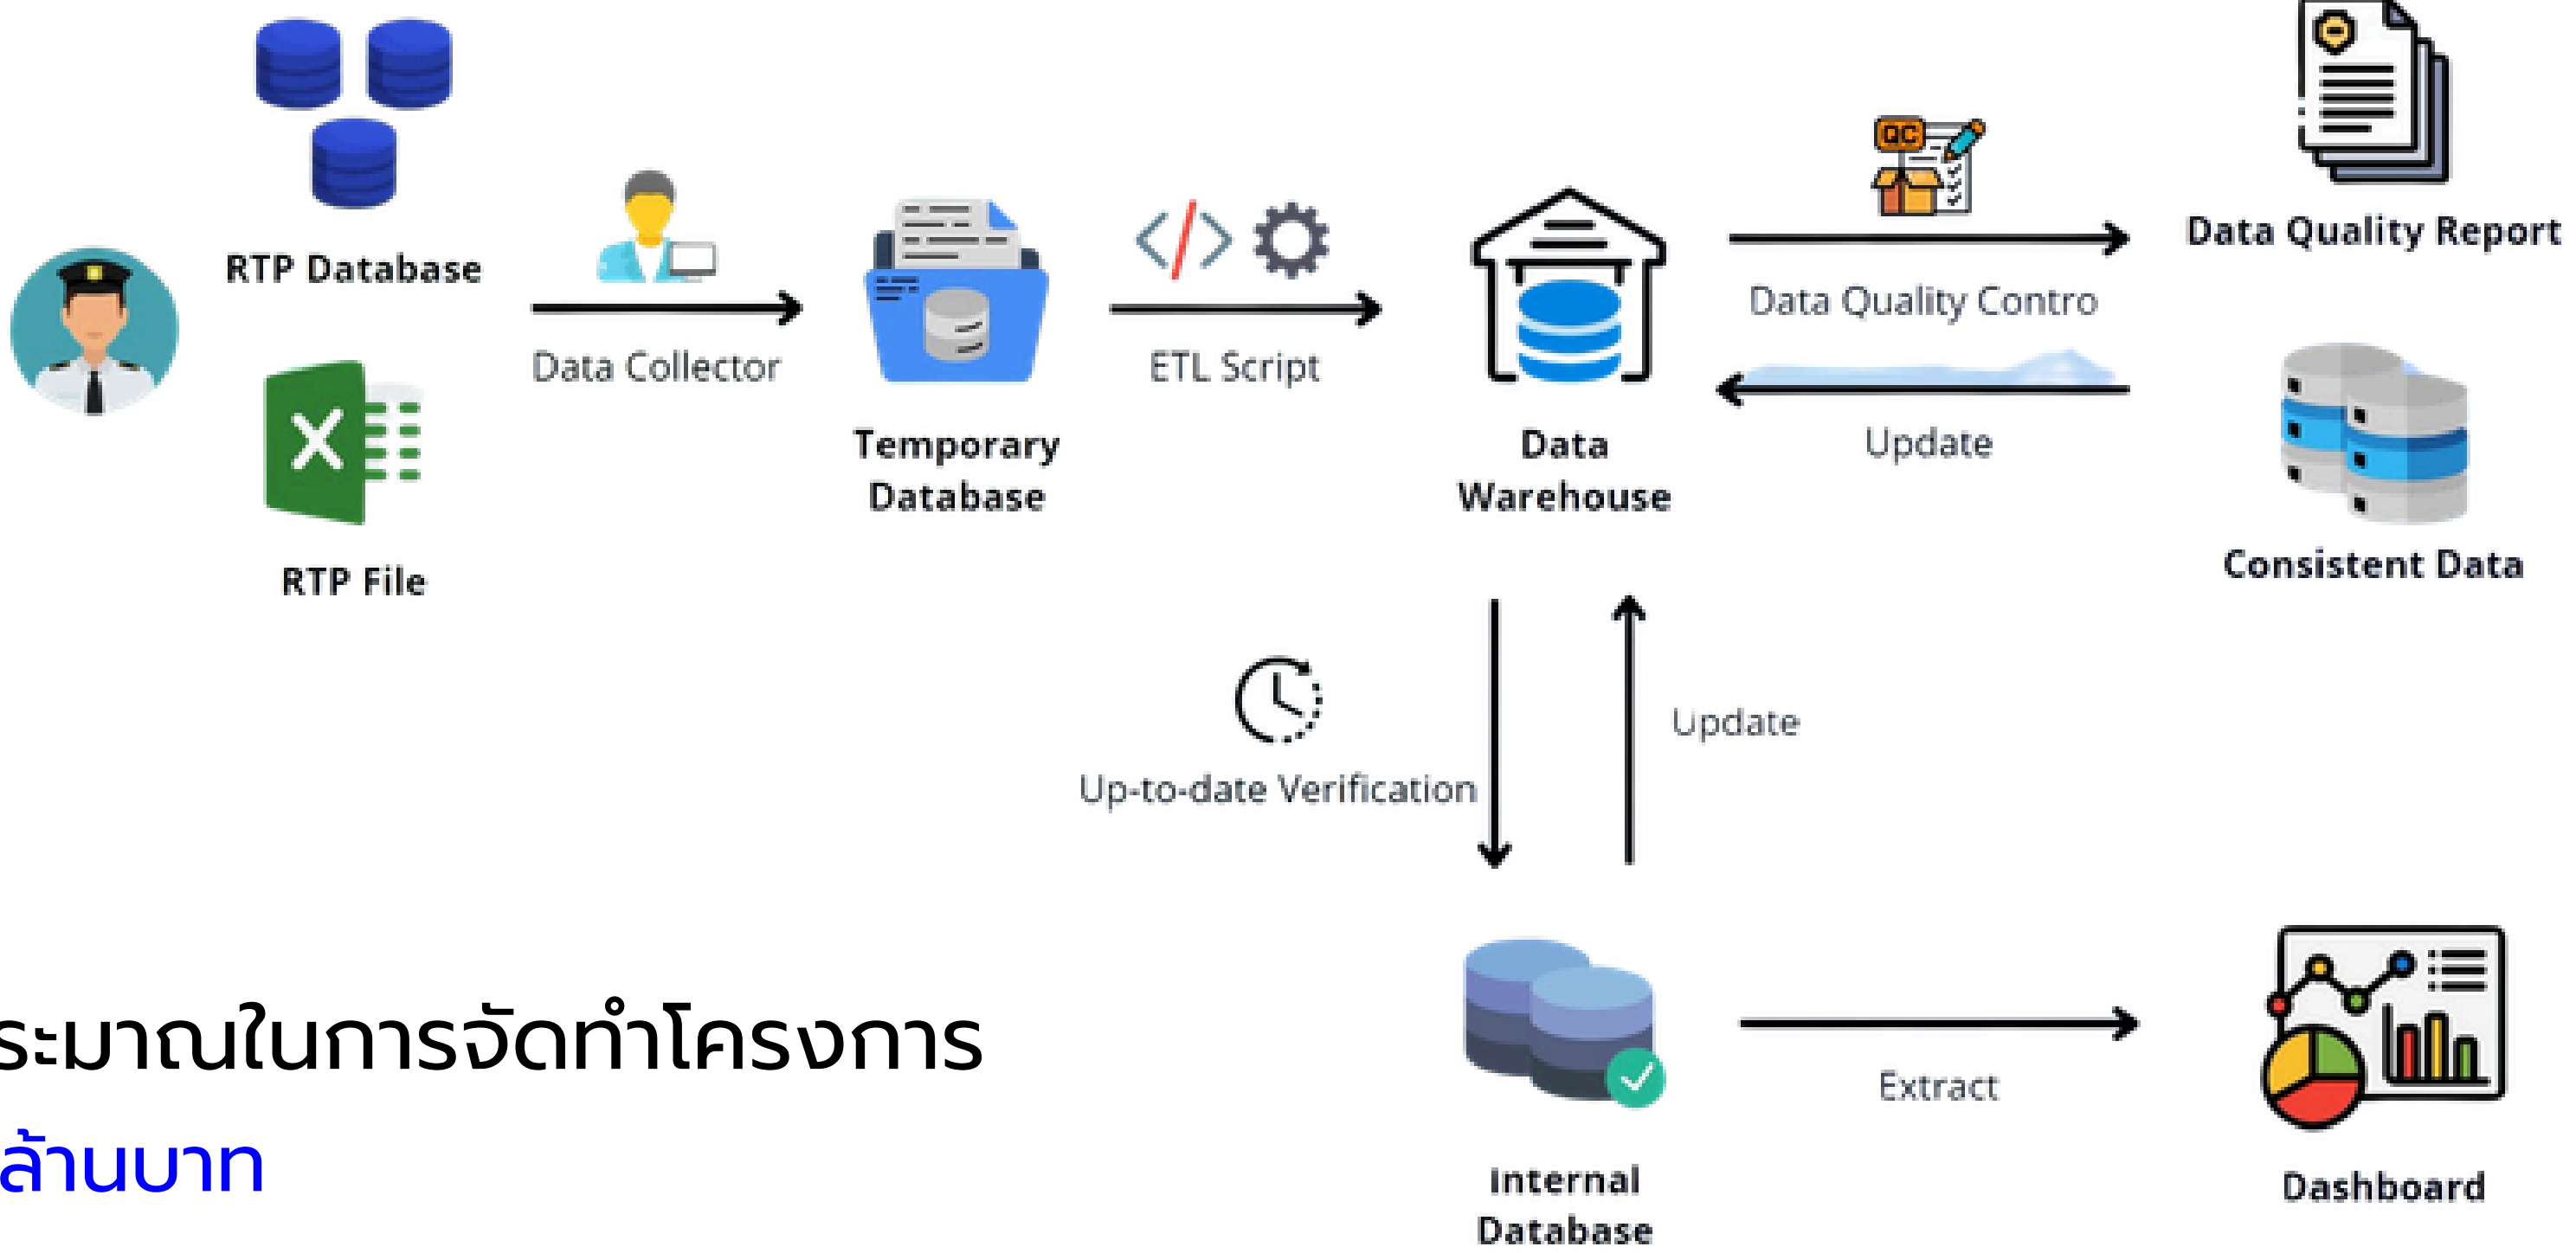 RTP Database
RTP File
Data Collector
Temporary
Database
ETL Script
Data
Warehouse
QC
Data Quality Contro
Data Quality Report
Update
Consistent Data
Up-to-date Verification
Update
Internal
Database
Extract
Dashboard
ระมาณในการจัดทำโครงการ
ล้านบาท